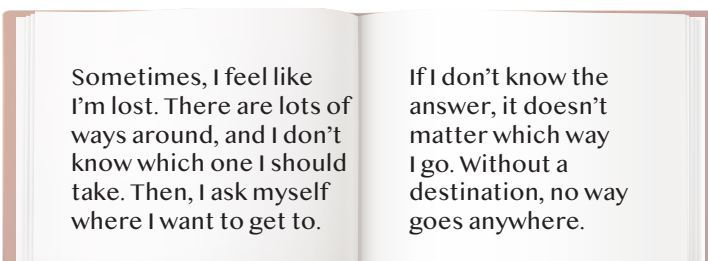 Sometimes, I feel like
I'm lost. There are lots of
ways around, and I don't
know which one I should
take. Then, I ask myself
where I want to get to.
If I don't know the
answer, it doesn't
matter which way
I go. Without a
destination, no way
goes anywhere.